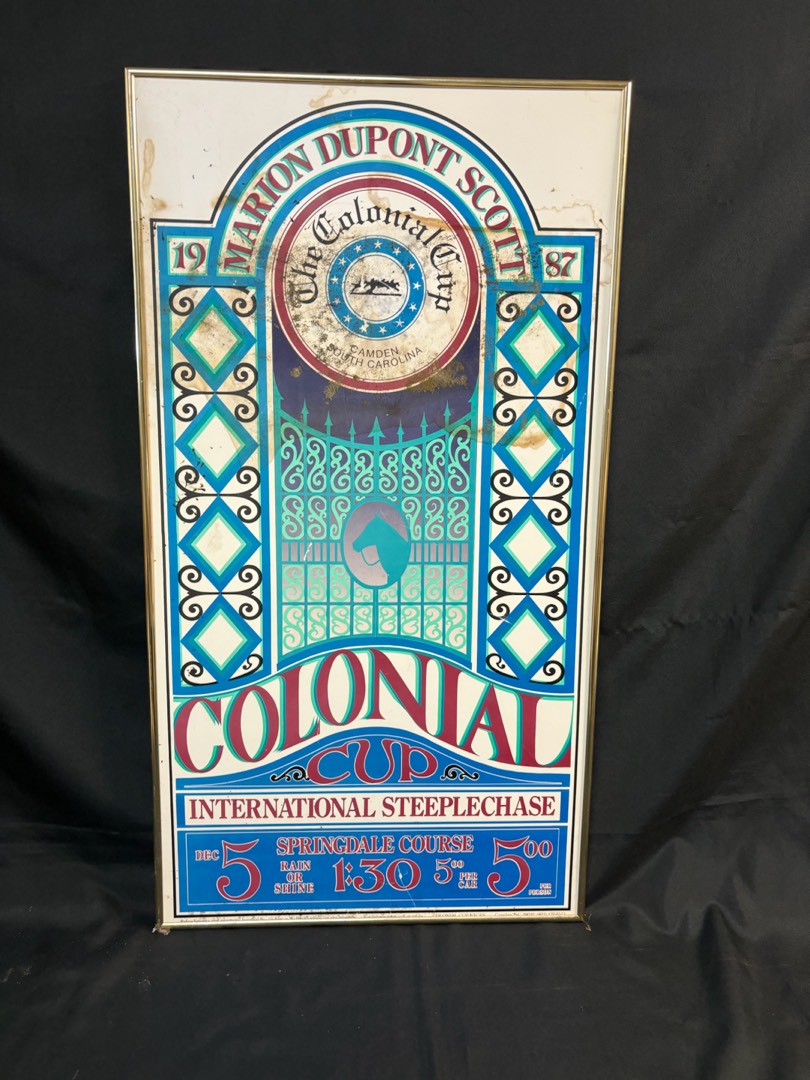 MARION DUPONT SCOTT
19 87
The Colonial Cup
CAMDEN
SOUTH CAROLINA
COLONIAL
CUP
INTERNATIONAL STEEPLECHASE
SPRINGDALE COURSE
DEC 5
RAIN
OR
SHINE
1:30
5.00
PER
CAR
5.00
PER
PERSON